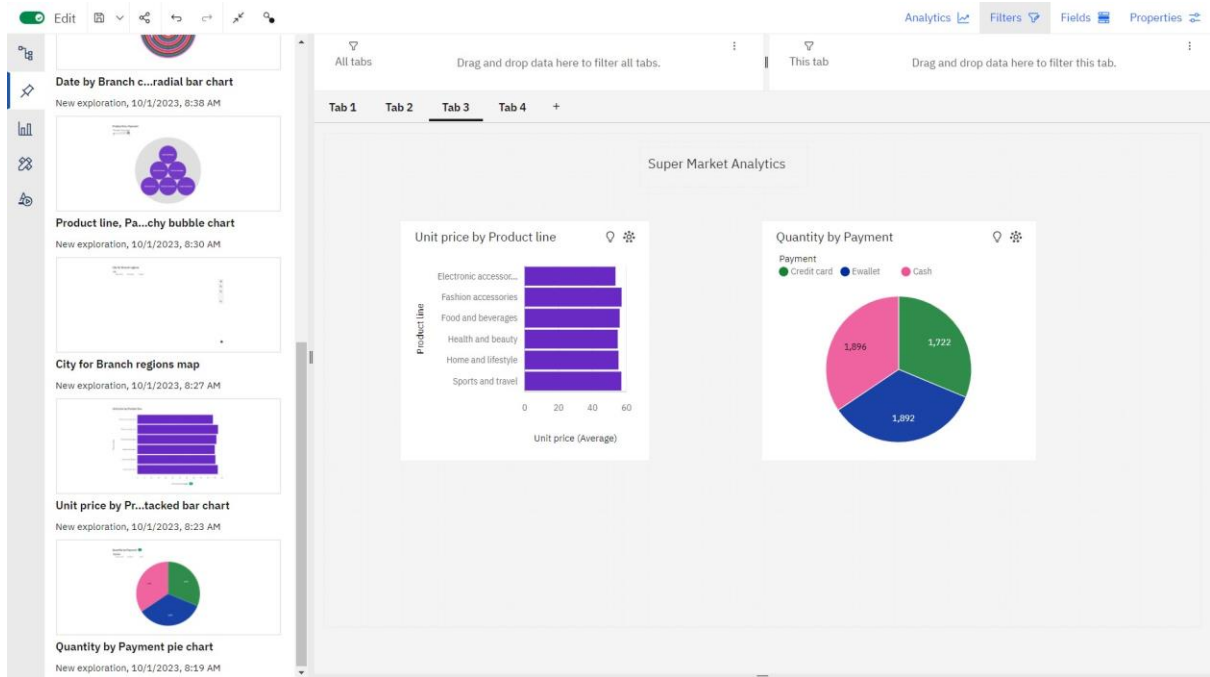 Edit
Analytics Filters Fields Properties
Date by Branch c...radial bar chart
New exploration, 10/1/2023, 8:38 AM
Product line, Pa...chy bubble chart
New exploration, 10/1/2023, 8:30 AM
City for Branch regions map
New exploration, 10/1/2023, 8:27 AM
Unit price by Pr...tacked bar chart
New exploration, 10/1/2023, 8:23 AM
Quantity by Payment pie chart
New exploration, 10/1/2023, 8:19 AM
All tabs
Drag and drop data here to filter all tabs.
This tab
Drag and drop data here to filter this tab.
Tab 1 Tab 2 Tab 3 Tab 4 +
Super Market Analytics
Unit price by Product line
Product line
Electronic accessor...
Fashion accessories
Food and beverages
Health and beauty
Home and lifestyle
Sports and travel
0 20 40 60
Unit price (Average)
Quantity by Payment
Payment
Credit card Ewallet Cash
1,896
1,722
1,892